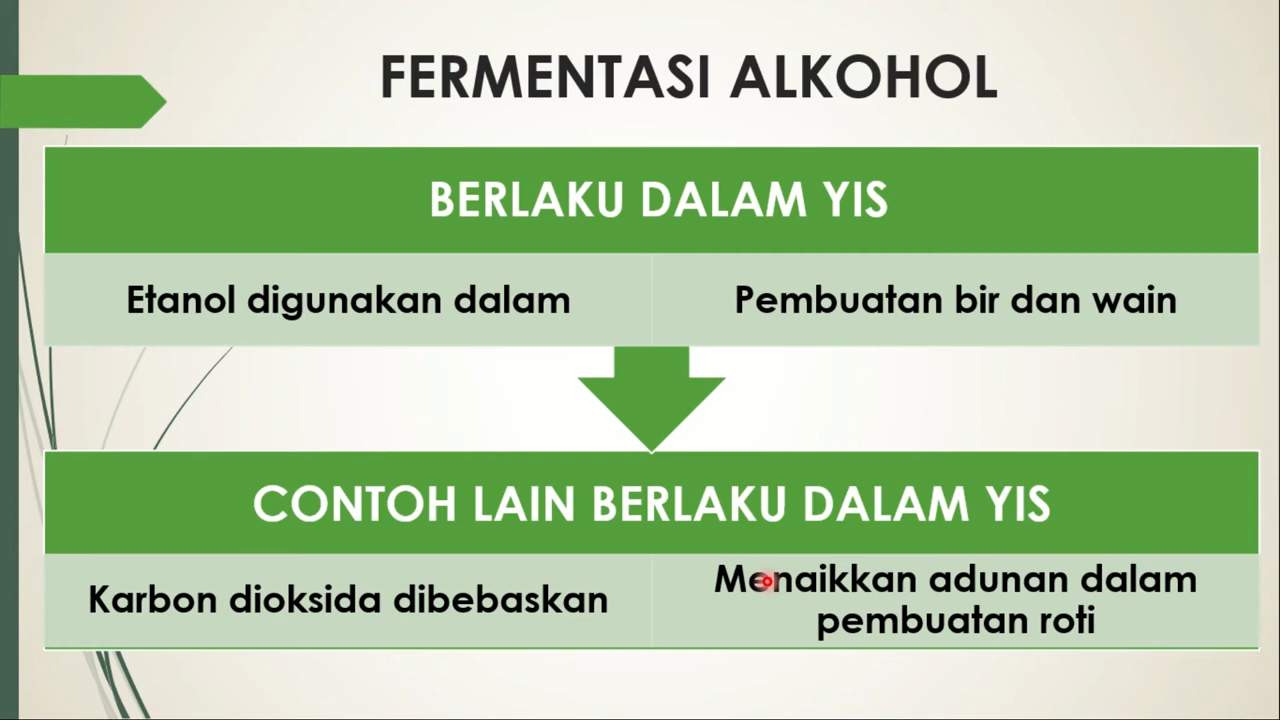 FERMENTASI ALKOHOL
BERLAKU DALAM YIS
Etanol digunakan dalam
Pembuatan bir dan wain
CONTOH LAIN BERLAKU DALAM YIS
Karbon dioksida dibebaskan
Menaikkan adunan dalam
pembuatan roti